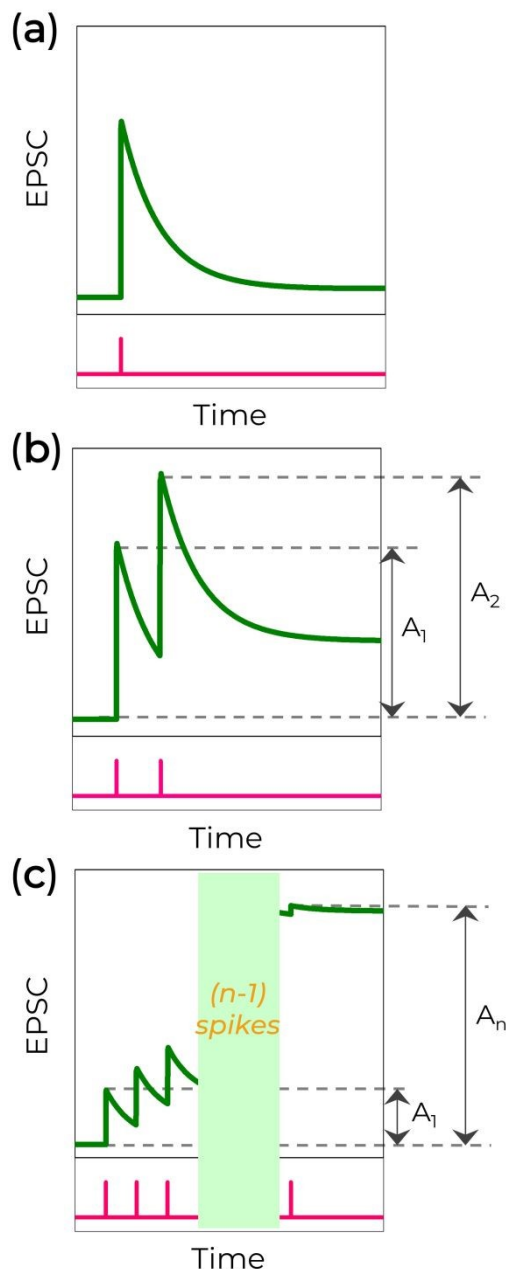 (a)
EPSC
Time
(b)
EPSC
A₁
A₂
Time
(c)
EPSC
(n-1)
spikes
Aₙ
A₁
Time